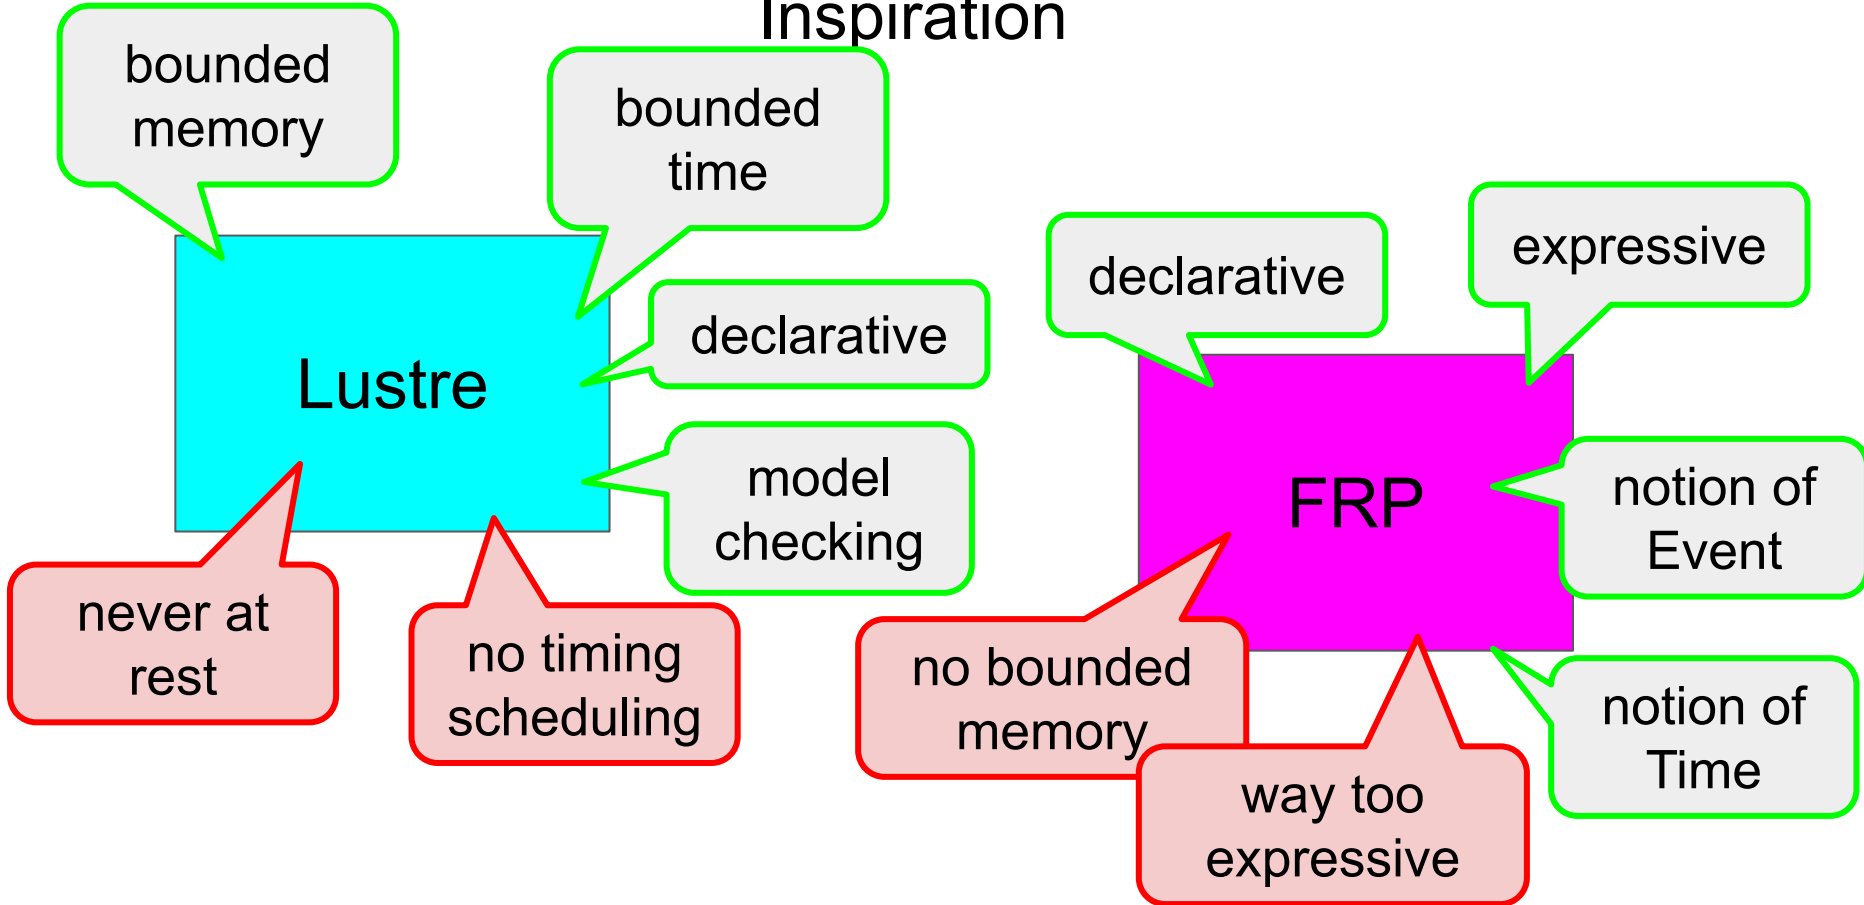 Inspiration
bounded
memory
bounded
time
declarative
model
checking
Lustre
never at
rest
no timing
scheduling
declarative
expressive
notion of
Event
FRP
notion of
Time
no bounded
memory
way too
expressive